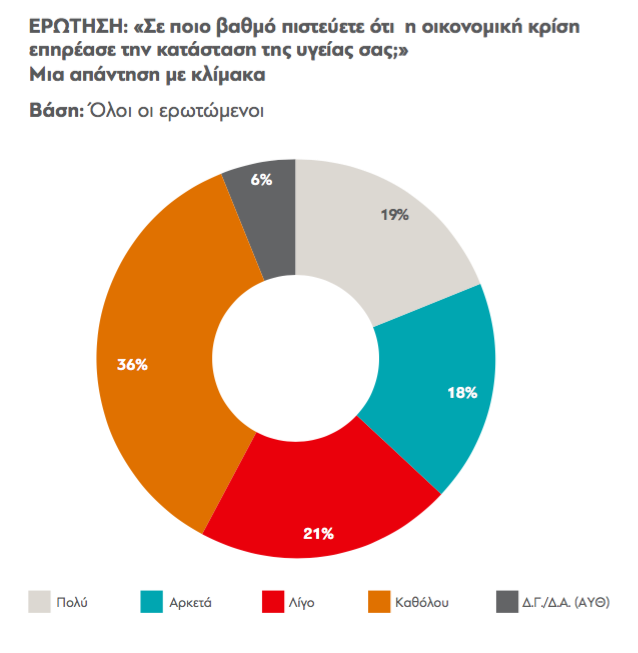 ΕΡΩΤΗΣΗ: «Σε ποιο βαθμό πιστεύετε ότι η οικονομική κρίση
επηρέασε την κατάσταση της υγείας σας;»
Μια απάντηση με κλίμακα
Βάση: Όλοι οι ερωτώμενοι
6%
19%
36%
18%
21%
Πολύ Αρκετά Λίγο Καθόλου Δ.Γ./Δ.Α. (ΑΥΘ)